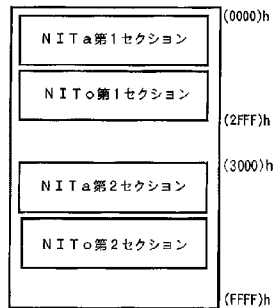 (0000)h
NITa第1セクション
NITo第1セクション
(2FFF)h
(3000)h
NITa第2セクション
NITo第2セクション
(FFFF)h